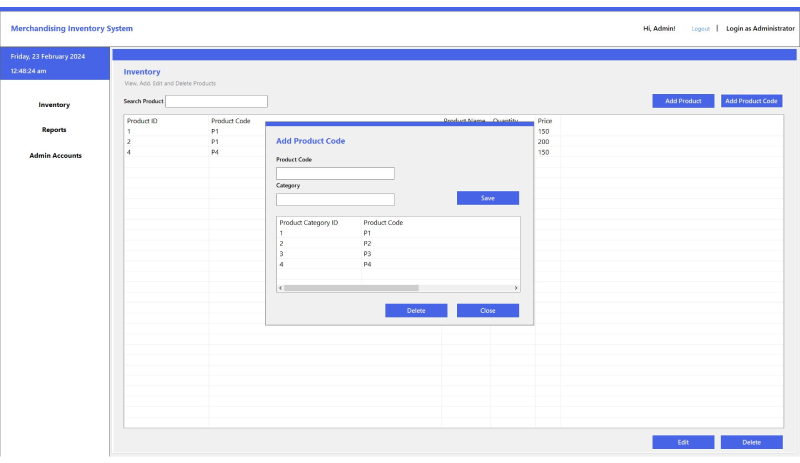 Merchandising Inventory System
Hi, Admin! Logout | Login as Administrator
Friday, 23 February 2024
12:48:24 am
Inventory
Reports
Admin Accounts
Inventory
View, Add, Edit and Delete Products
Search Product
Add Product Add Product Code
Product ID Product Code Product Name Quantity Price
1 P1 150
2 P1 200
4 P4 150
Add Product Code
Product Code
Category
Save
Product Category ID Product Code
1 P1
2 P2
3 P3
4 P4
Delete Close
Edit Delete